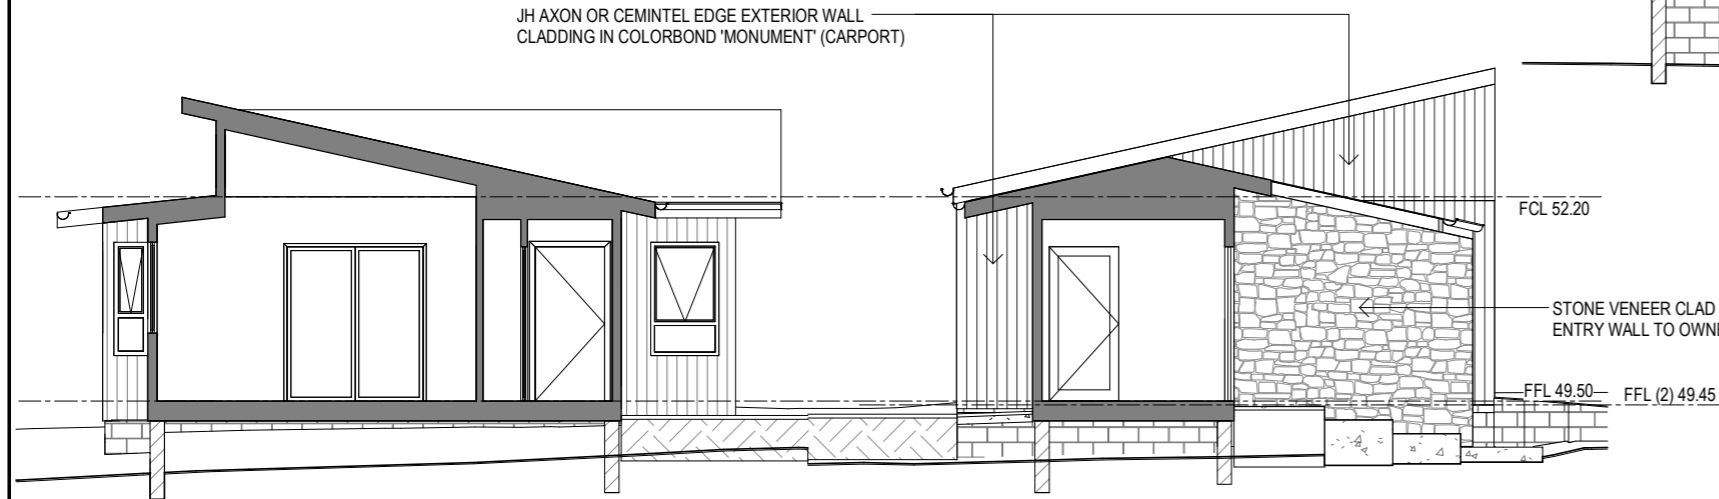 JH AXON OR CEMINTEL EDGE EXTERIOR WALL
CLADDING IN COLORBOND 'MONUMENT' (CARPORT)
FCL 52.20
STONE VENEER CLAD
ENTRY WALL TO
FFL 49.50
FFL (2) 49.45